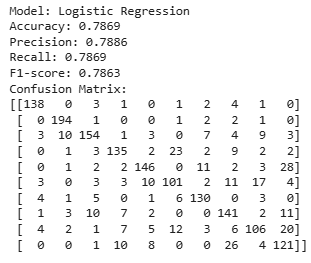 Model: Logistic Regression
Accuracy: 0.7869
Precision: 0.7886
Recall: 0.7869
F1-score: 0.7863
Confusion Matrix:
[[138   0   3   1   0   1   2   4   1   0]
 [  0 194   1   0   0   1   2   2   1   0]
 [  3  10 154   1   3   0   7   4   9   3]
 [  0   1   3 135   2  23   2   9   2   2]
 [  0   1   2   2 146   0  11   2   3  28]
 [  3   0   3   3  10 101   2  11  17   4]
 [  4   1   5   0   1   6 130   0   3   0]
 [  1   3  10   7   2   0   0 141   2  11]
 [  4   2   1   7   5  12   3   6 106  20]
 [  0   0   1  10   8   0   0  26   4 121]]